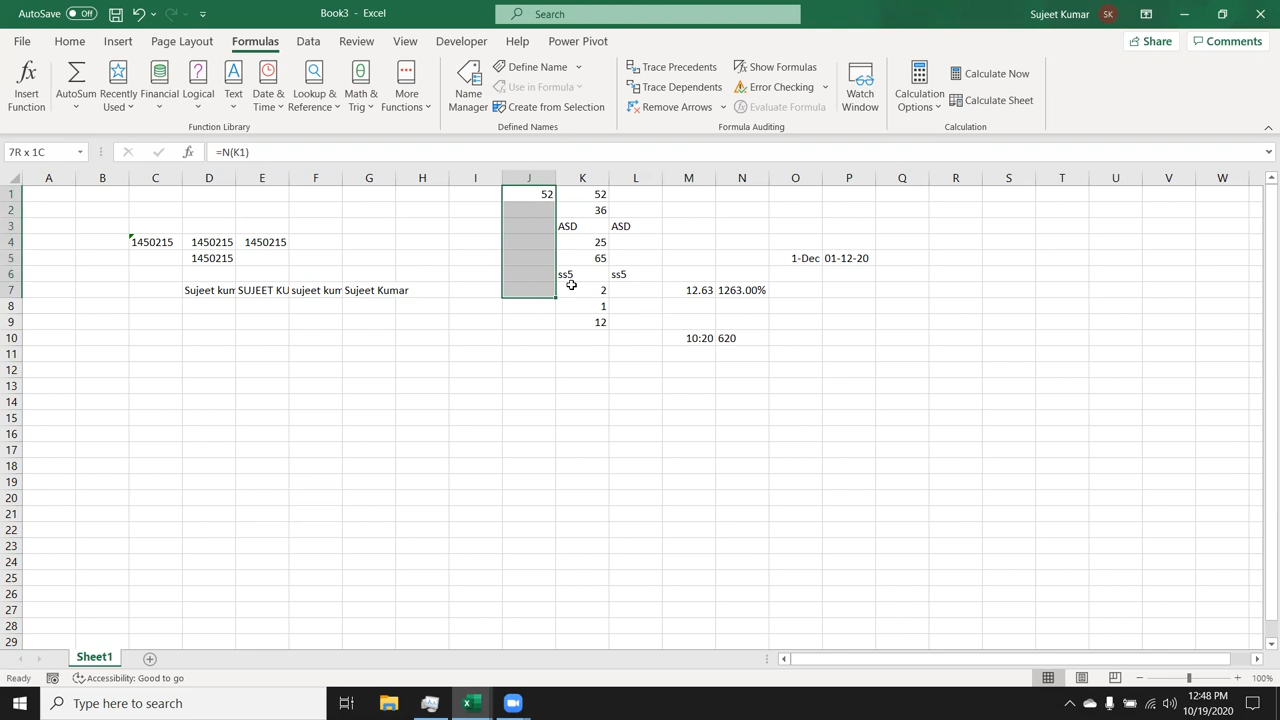 AutoSave Off Book3 - Excel Search Sujeet Kumar SK
File Home Insert Page Layout Formulas Data Review View Developer Help Power Pivot Share Comments
Insert Function AutoSum Recently Used Financial Logical Text Date & Time Lookup & Reference Math & Trig More Functions
Function Library
Name Manager Define Name Use in Formula Create from Selection
Defined Names
Trace Precedents Show Formulas
Trace Dependents Error Checking
Remove Arrows Evaluate Formula
Formula Auditing
Watch Window
Calculation Options Calculate Now Calculate Sheet
Calculation
7R x 1C fx =N(K1)
A B C D E F G H I J K L M N O P Q R S T U V W
1 52 52
2 36
3 ASD ASD
4 1450215 1450215 1450215 25
5 1450215 65 1-Dec 01-12-20
6 ss5 ss5
7 Sujeet kum SUJEET KU sujeet kum Sujeet Kumar 2 12.63 1263.00%
8 1
9 12
10 10:20 620
11
12
13
14
15
16
17
18
19
20
21
22
23
24
25
26
27
28
29
Sheet1
Ready Accessibility: Good to go 100%
Type here to search 12:48 PM
10/19/2020